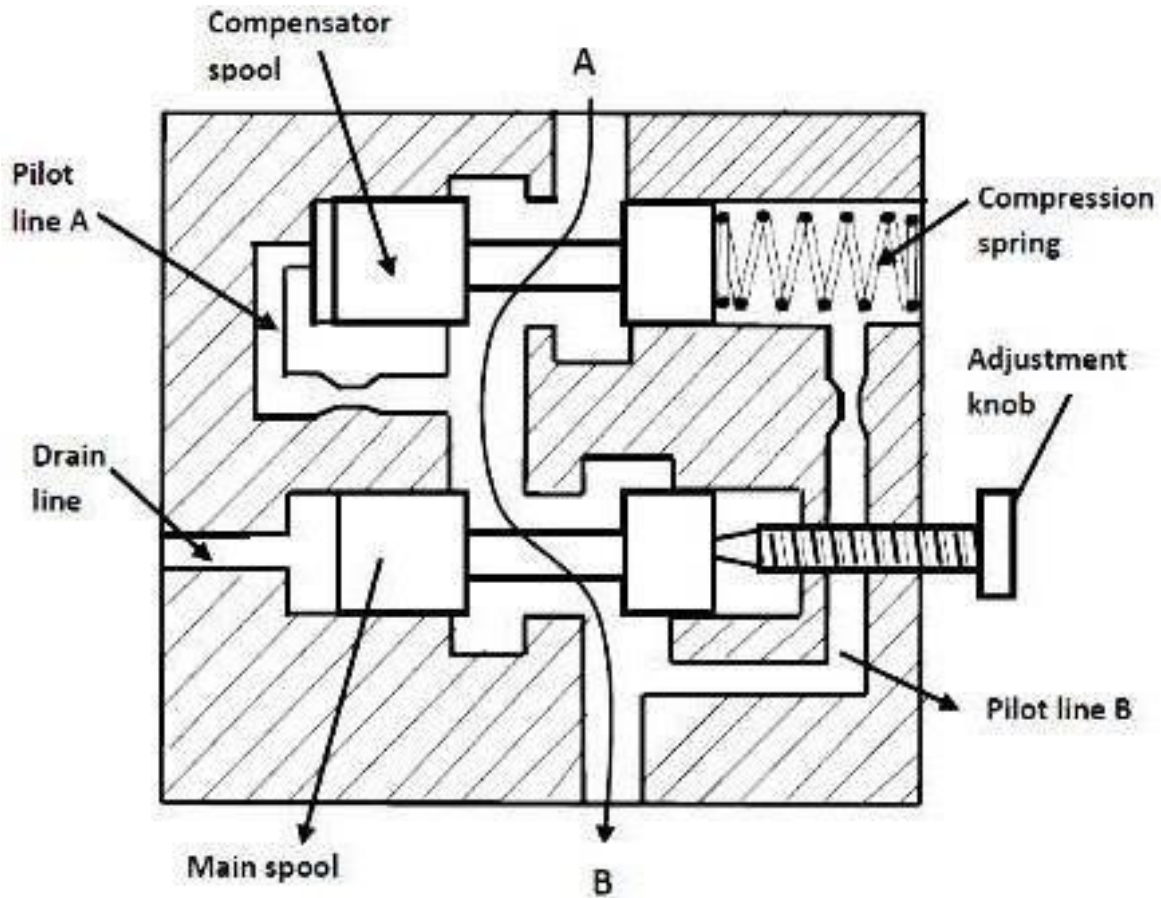 Compensator
spool
A
Pilot
line A
Compression
spring
Adjustment
knob
Drain
line
Pilot line B
Main spool
B